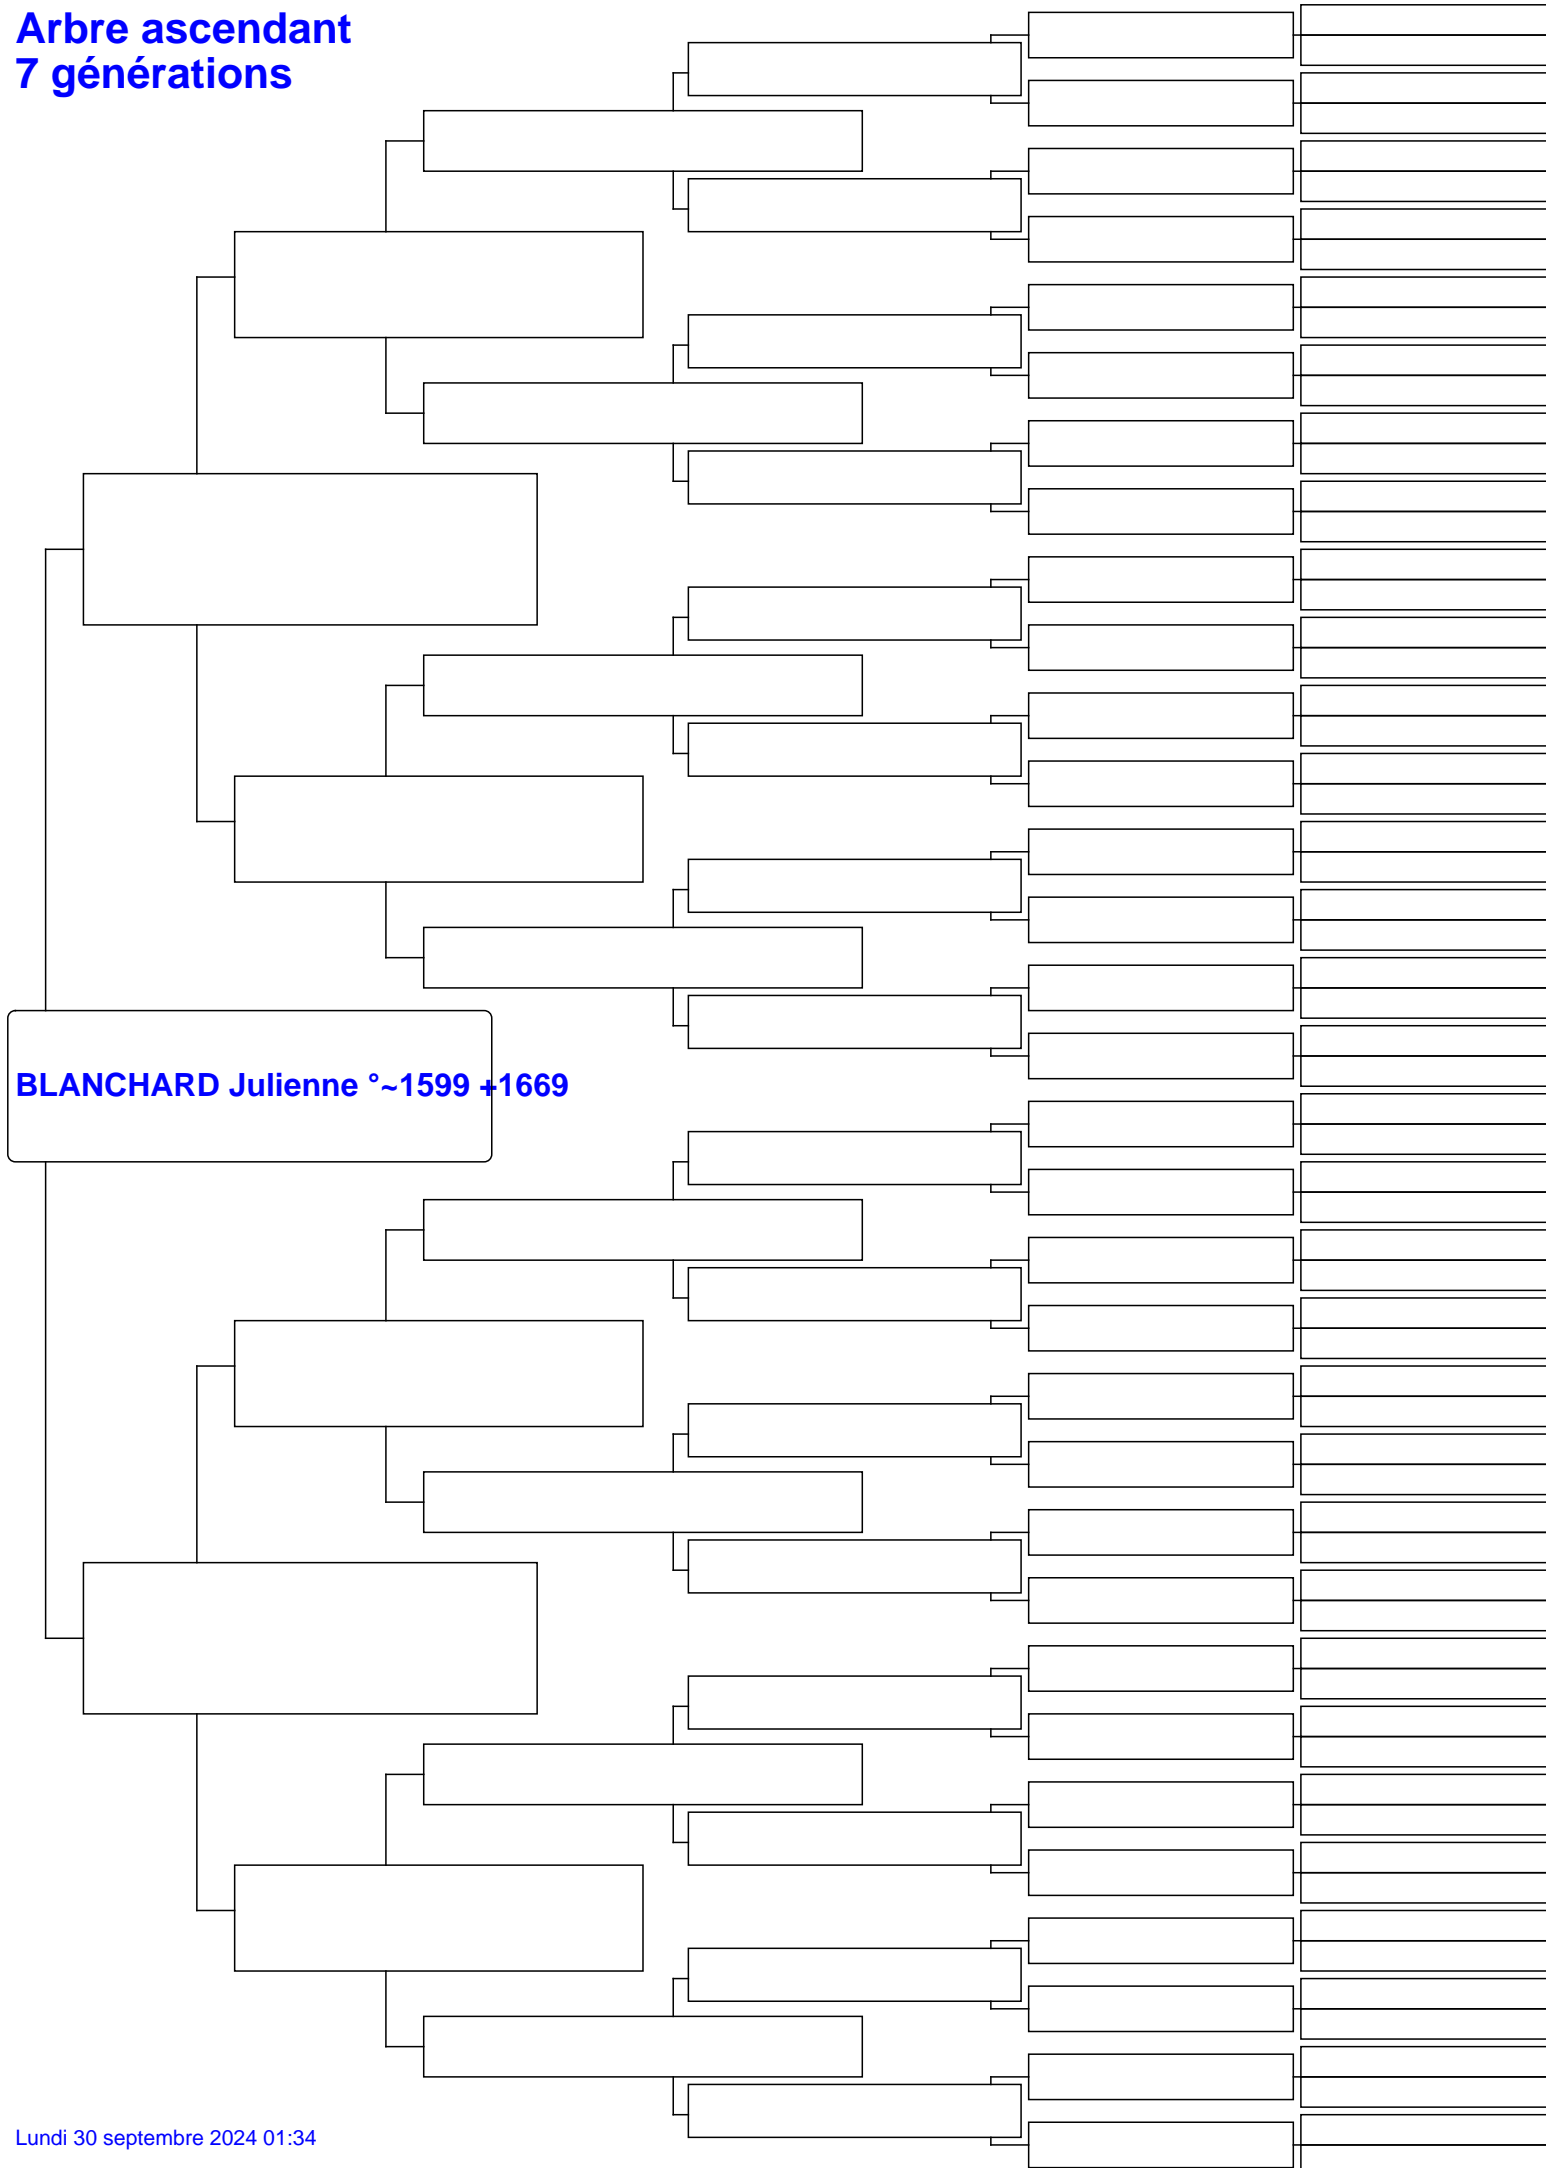 Arbre ascendant
7 générations
BLANCHARD Julienne °~1599 +1669
Lundi 30 septembre 2024 01:34